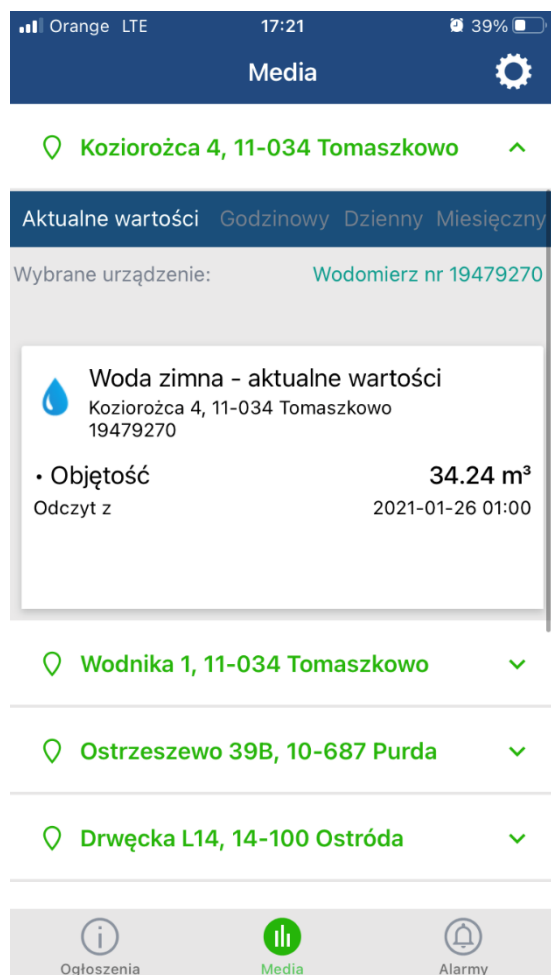 Orange LTE 17:21 39%
Media
Koziorożca 4, 11-034 Tomaszkowo
Aktualne wartości Godzinowy Dzienny Miesięczny
Wybrane urządzenie: Wodomierz nr 19479270
Woda zimna - aktualne wartości
Koziorożca 4, 11-034 Tomaszkowo
19479270
• Objętość 34.24 m³
Odczyt z 2021-01-26 01:00
Wodnika 1, 11-034 Tomaszkowo
Ostrzeszewo 39B, 10-687 Purda
Drwęcka L14, 14-100 Ostróda
Ogłoszenia Media Alarmy